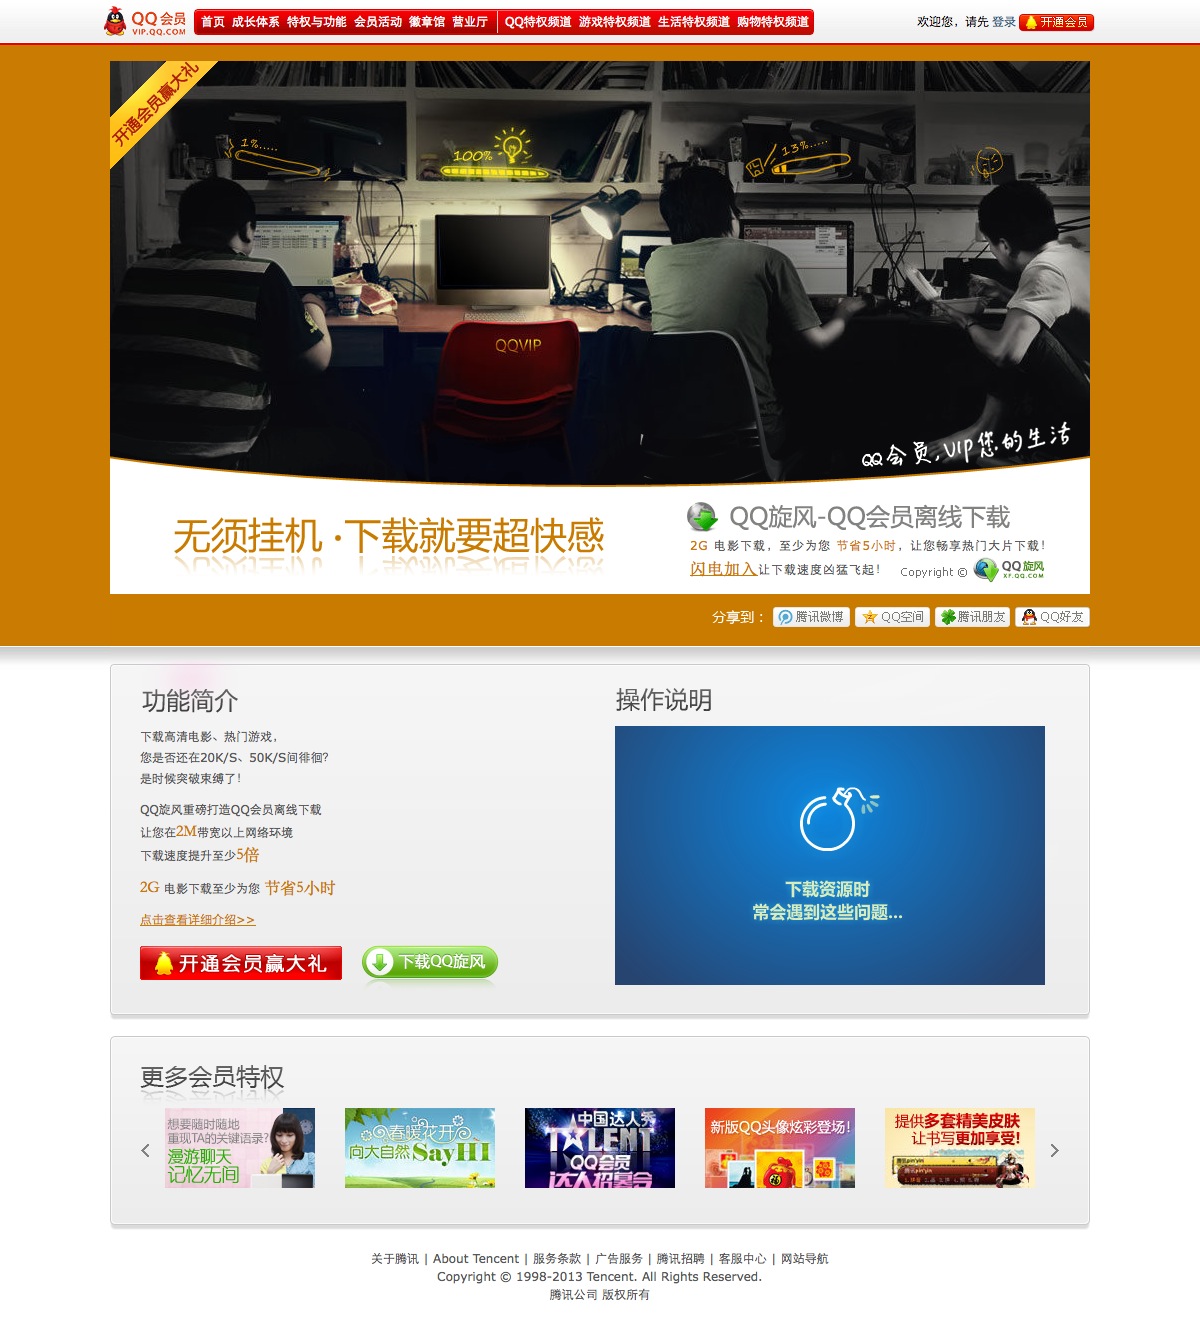 QQ会员
VIP.QQ.COM
首页 成长体系 特权与功能 会员活动 徽章馆 营业厅 QQ特权频道 游戏特权频道 生活特权频道 购物特权频道
欢迎您，请先 登录 开通会员
开通会员赢大礼
1%.....
100%
13%.....
QQVIP
QQ会员,VIP您的生活
无须挂机·下载就要超快感
QQ旋风-QQ会员离线下载
2G 电影下载，至少为您 节省5小时，让您畅享热门大片下载！
闪电加入让下载速度凶猛飞起！ Copyright © QQ旋风
XF.QQ.COM
分享到： 腾讯微博 QQ空间 腾讯朋友 QQ好友
功能简介
下载高清电影、热门游戏，
您是否还在20K/S、50K/S间徘徊？
是时候突破束缚了！
QQ旋风重磅打造QQ会员离线下载
让您在2M带宽以上网络环境
下载速度提升至少5倍
2G 电影下载至少为您 节省5小时
点击查看详细介绍>>
开通会员赢大礼
下载QQ旋风
操作说明
下载资源时
常会遇到这些问题...
更多会员特权
想要随时随地
重现TA的关键语录?
漫游聊天
记忆无间
春暖花开
向大自然SayHI
中国达人秀
TALENT
QQ会员
达人招募令
新版QQ头像炫彩登场!
提供多套精美皮肤
让书写更加享受!
关于腾讯 | About Tencent | 服务条款 | 广告服务 | 腾讯招聘 | 客服中心 | 网站导航
Copyright © 1998-2013 Tencent. All Rights Reserved.
腾讯公司 版权所有